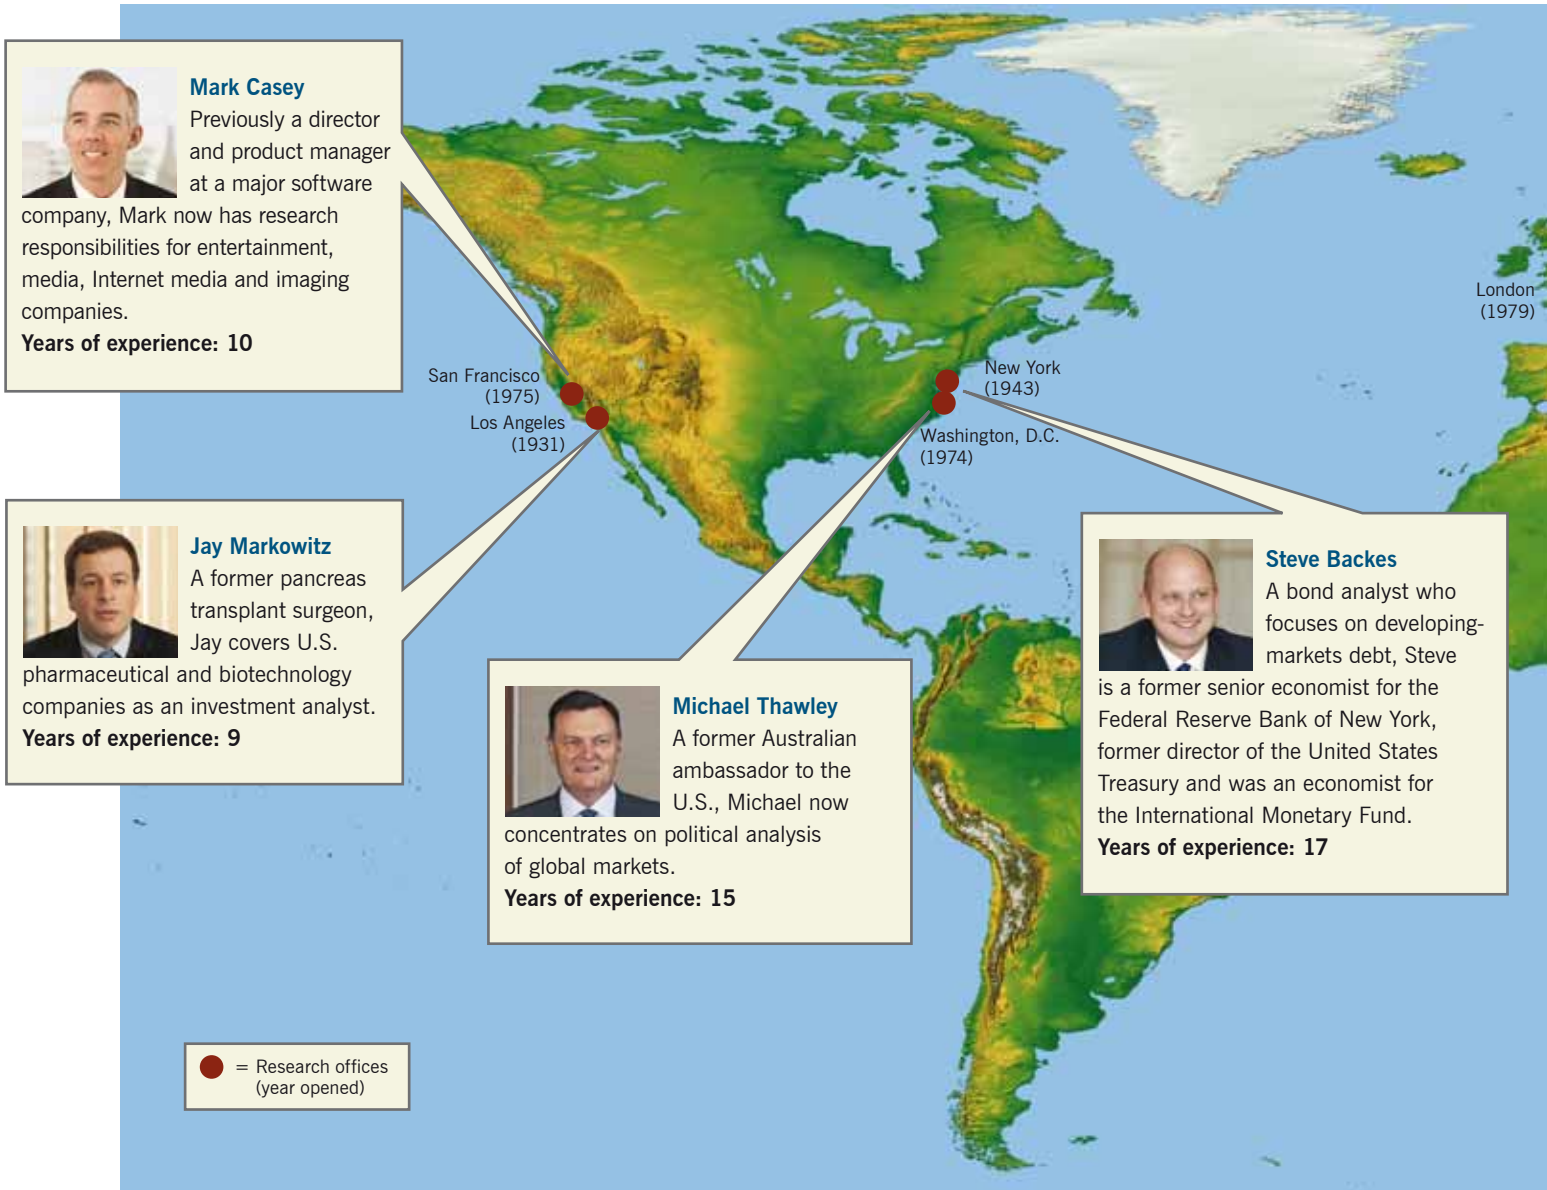 Mark Casey
Previously a director
and product manager
at a major software
company, Mark now has research
responsibilities for entertainment,
media, Internet media and imaging
companies.
Years of experience: 10
London
(1979)
San Francisco
(1975)
Los Angeles
(1931)
New York
(1943)
Washington, D.C.
(1974)
Jay Markowitz
A former pancreas
transplant surgeon,
Jay covers U.S.
pharmaceutical and biotechnology
companies as an investment analyst.
Years of experience: 9
Michael Thawley
A former Australian
ambassador to the
U.S., Michael now
concentrates on political analysis
of global markets.
Years of experience: 15
Steve Backes
A bond analyst who
focuses on developing-
markets debt, Steve
is a former senior economist for the
Federal Reserve Bank of New York,
former director of the United States
Treasury and was an economist for
the International Monetary Fund.
Years of experience: 17
= Research offices
(year opened)